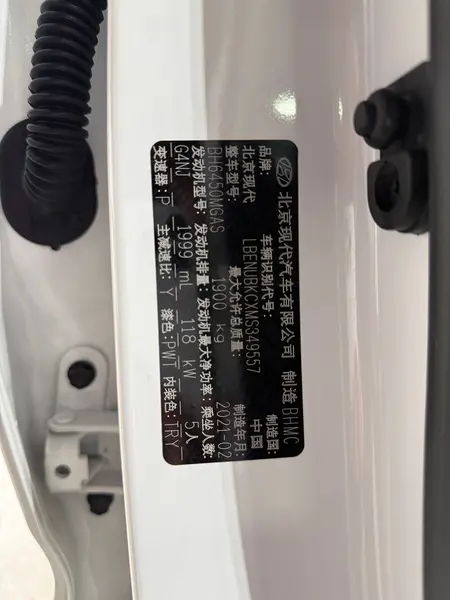 北京现代汽车有限公司 制造 BHMC
品牌: 车辆识别代号: 制造国:
北京现代 LBENUBKCXMS349557 中国
整车型号: 最大允许总质量: 制造年月:
BH6450MGAS 1900 kg 2021-02
发动机型号: 发动机排量: 发动机最大净功率: 乘坐人数:
G4NJ 1999 mL 118 kW 5人
变速器: P 主减速比: Y 漆色: PWT 内装色: TRY